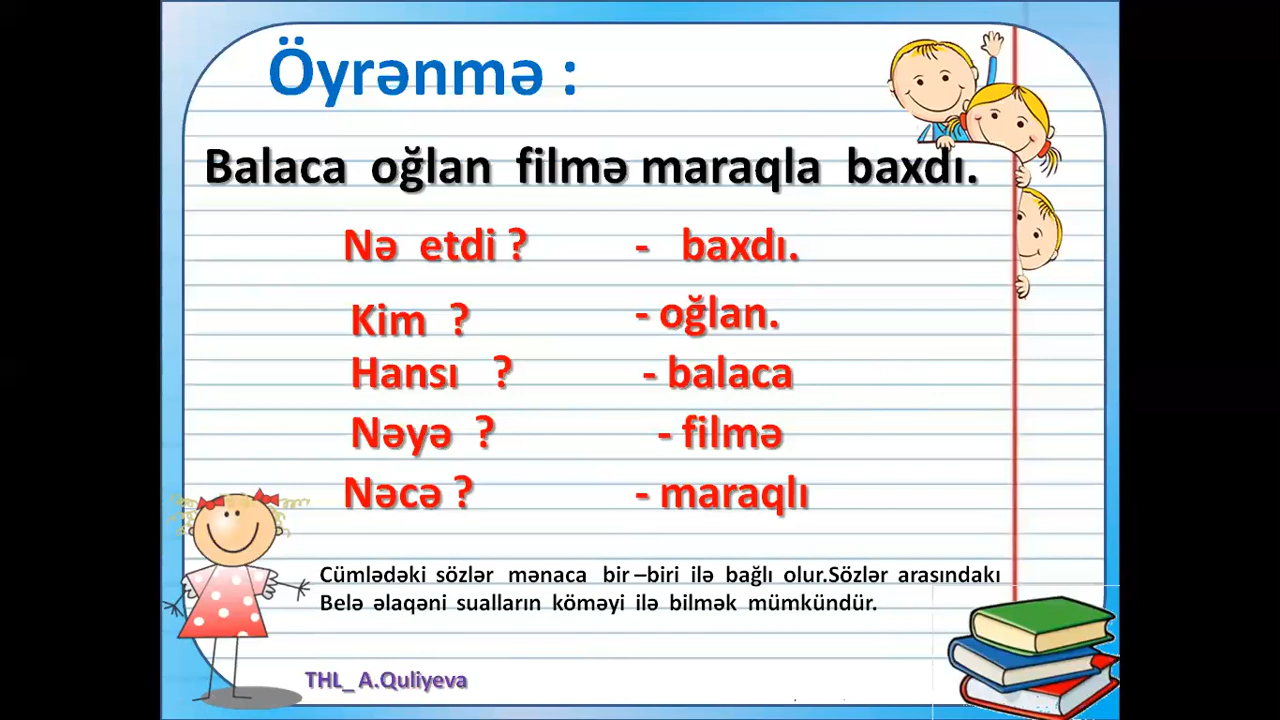 Öyrənmə :
Balaca oğlan filmə maraqla baxdı.
Nə etdi ? - baxdı.
Kim ? - oğlan.
Hansı ? - balaca
Nəyə ? - filmə
Nəcə ? - maraqlı
Cümlədəki sözlər mənaca bir –biri ilə bağlı olur.Sözlər arasındakı
Belə əlaqəni sualların köməyi ilə bilmək mümkündür.
THL_ A.Quliyeva